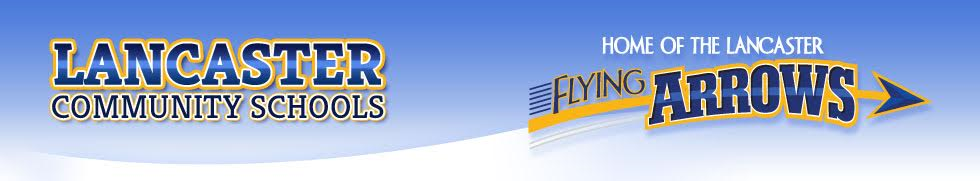 LANCASTER
COMMUNITY SCHOOLS
HOME OF THE LANCASTER
FLYING ARROWS